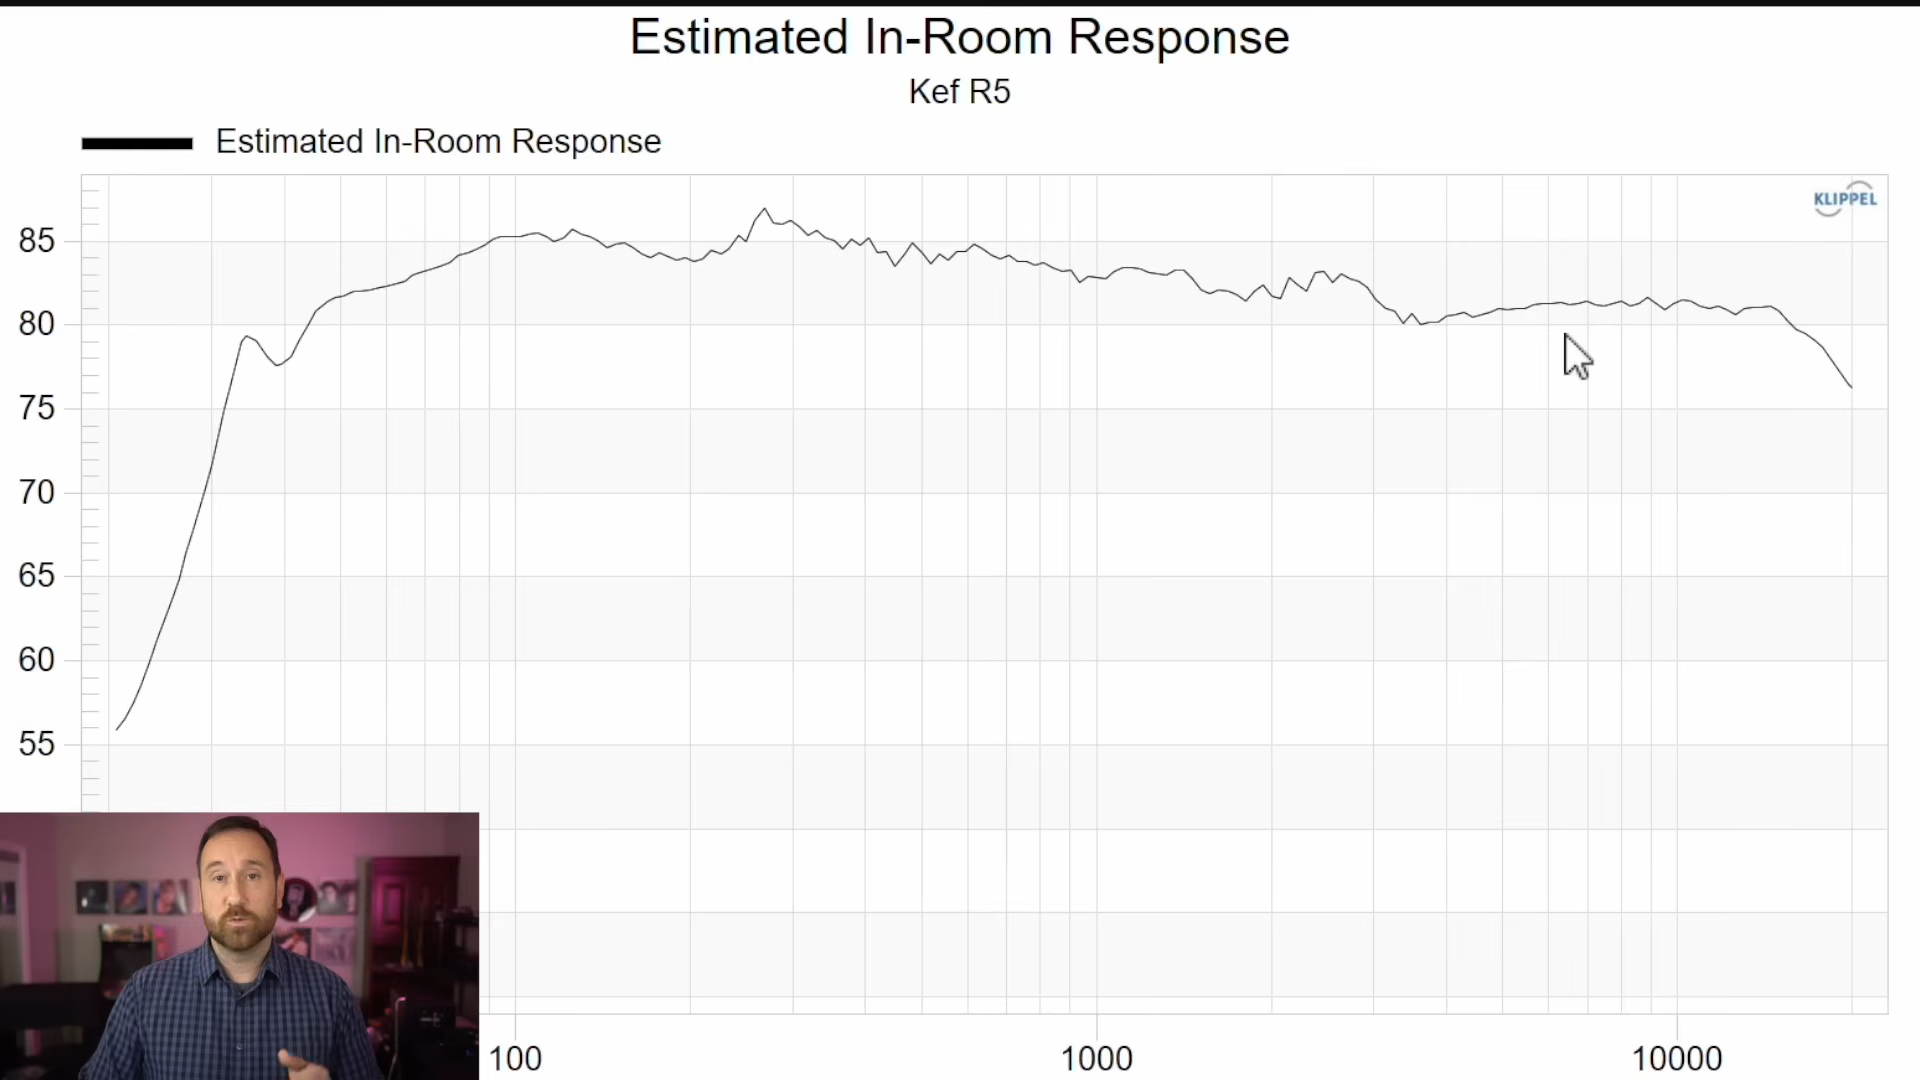 Estimated In-Room Response
Kef R5
Estimated In-Room Response
KLIPPEL
85
80
75
70
65
60
55
100 1000 10000